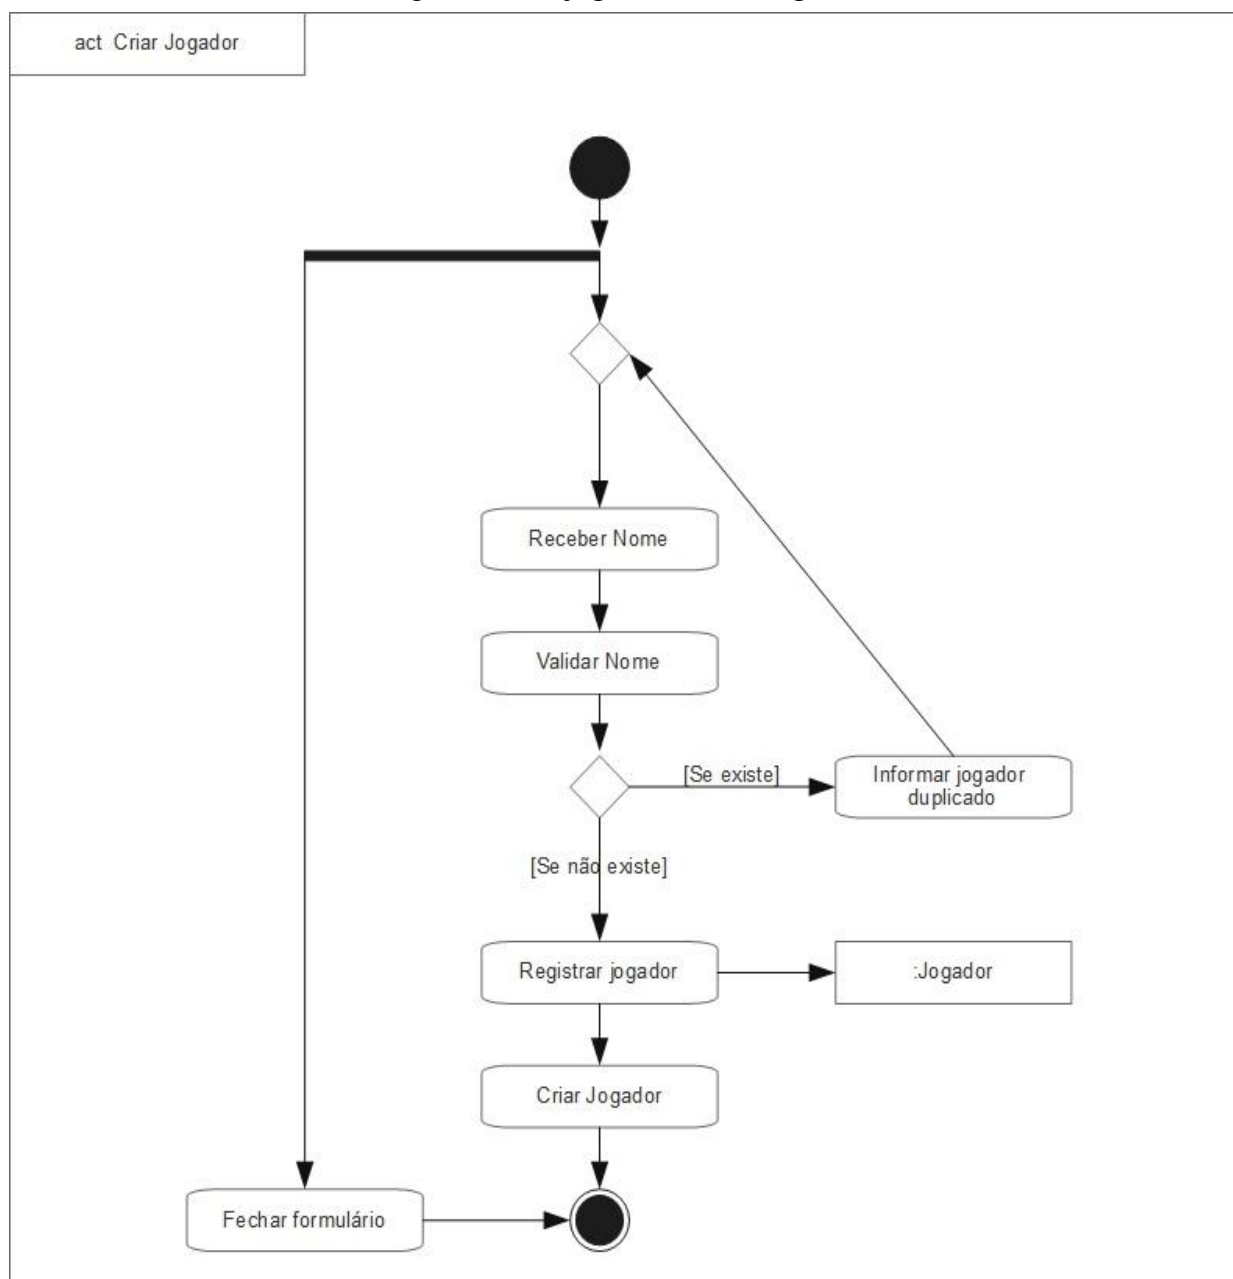 act Criar Jogador
Receber Nome
Validar Nome
[Se existe]
Informar jogador
duplicado
[Se não existe]
Registrar jogador
:Jogador
Criar Jogador
Fechar formulário